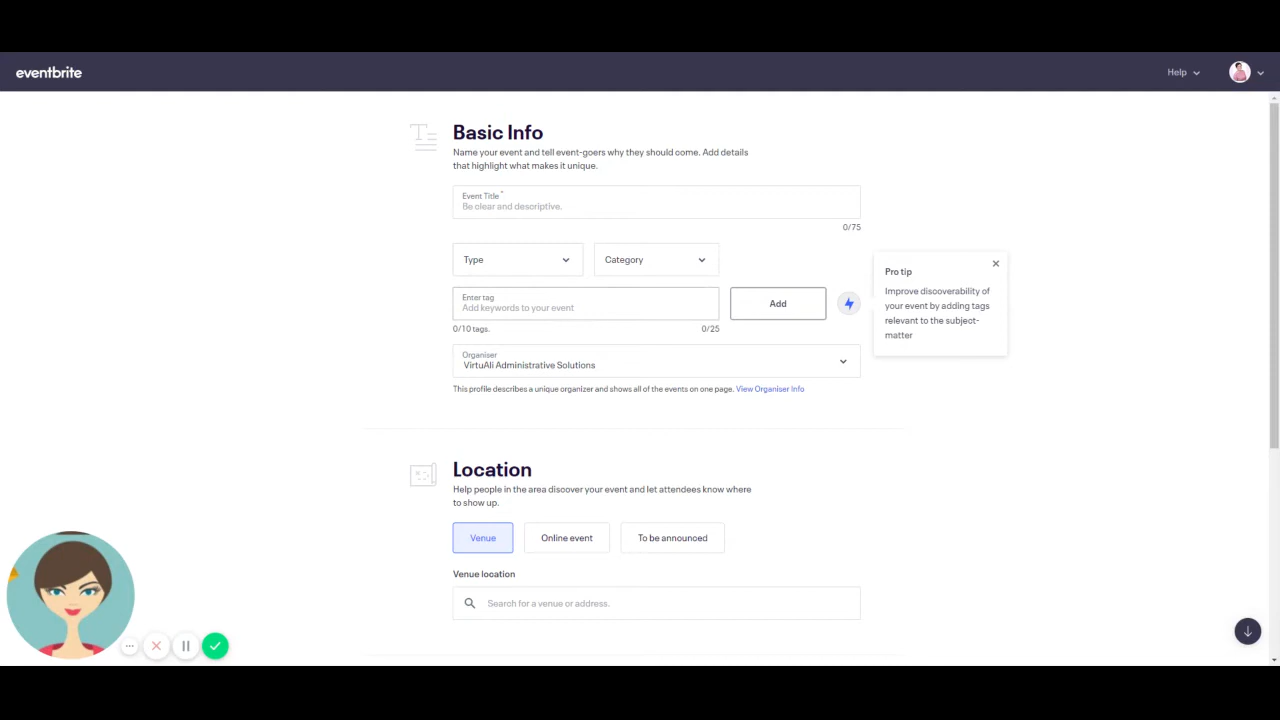 eventbrite
Help
Basic Info
Name your event and tell event-goers why they should come. Add details
that highlight what makes it unique.
Event Title *
Be clear and descriptive.
0/75
Type
Category
Enter tag
Add keywords to your event
Add
0/10 tags.
0/25
Pro tip
Improve discoverability of
your event by adding tags
relevant to the subject-
matter
Organiser
VirtuAli Administrative Solutions
This profile describes a unique organizer and shows all of the events on one page. View Organiser Info
Location
Help people in the area discover your event and let attendees know where
to show up.
Venue
Online event
To be announced
Venue location
Search for a venue or address.